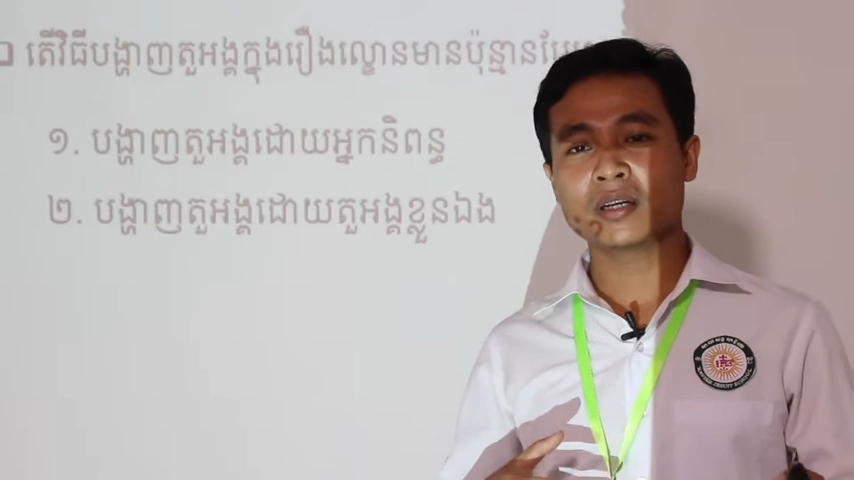 តើវិធីបង្ហាញតួអង្គក្នុងរឿងល្ខោនមានប៉ុន្មាន
១. បង្ហាញតួអង្គដោយអ្នកនិពន្ធ
២. បង្ហាញតួអង្គដោយតួអង្គខ្លួនឯង
XAVIER JESUIT SCHOOL